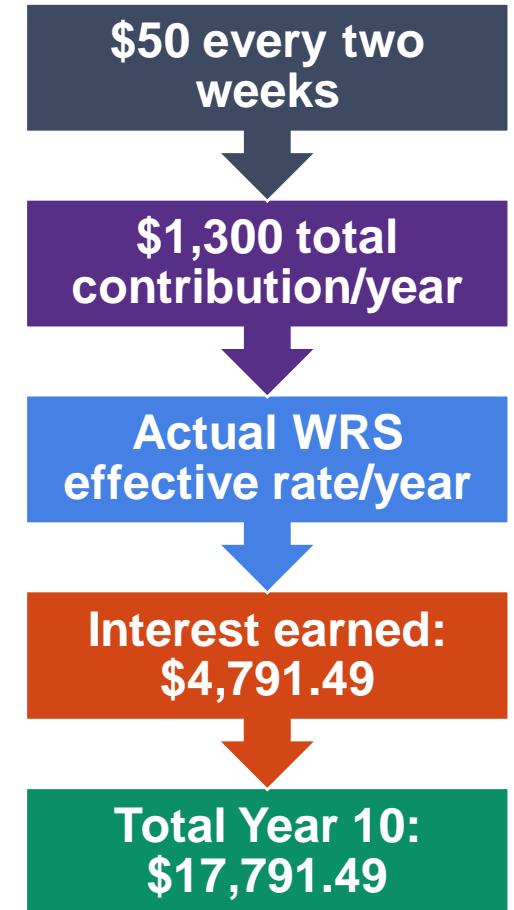 $50 every two
weeks
$1,300 total
contribution/year
Actual WRS
effective rate/year
Interest earned:
$4,791.49
Total Year 10:
$17,791.49